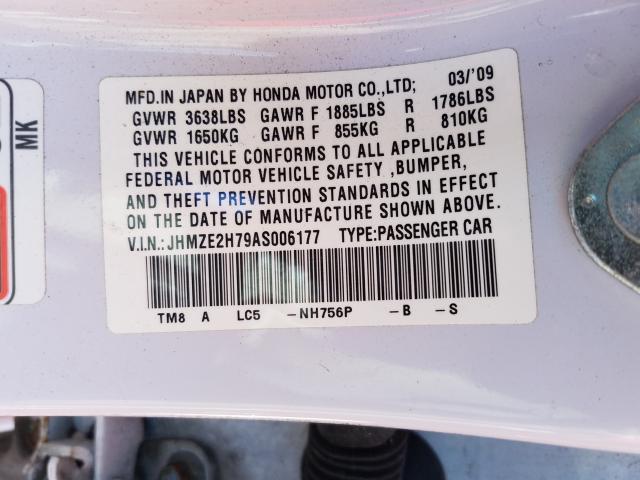 MFD.IN JAPAN BY HONDA MOTOR CO.,LTD; 03/'09
GVWR 3638LBS GAWR F 1885LBS R 1786LBS
GVWR 1650KG GAWR F 855KG R 810KG
THIS VEHICLE CONFORMS TO ALL APPLICABLE
FEDERAL MOTOR VEHICLE SAFETY ,BUMPER,
AND THEFT PREVENTION STANDARDS IN EFFECT
ON THE DATE OF MANUFACTURE SHOWN ABOVE.
V.I.N.:JHMZE2H79AS006177 TYPE:PASSENGER CAR
TM8 A LC5 -NH756P -B -S
MK